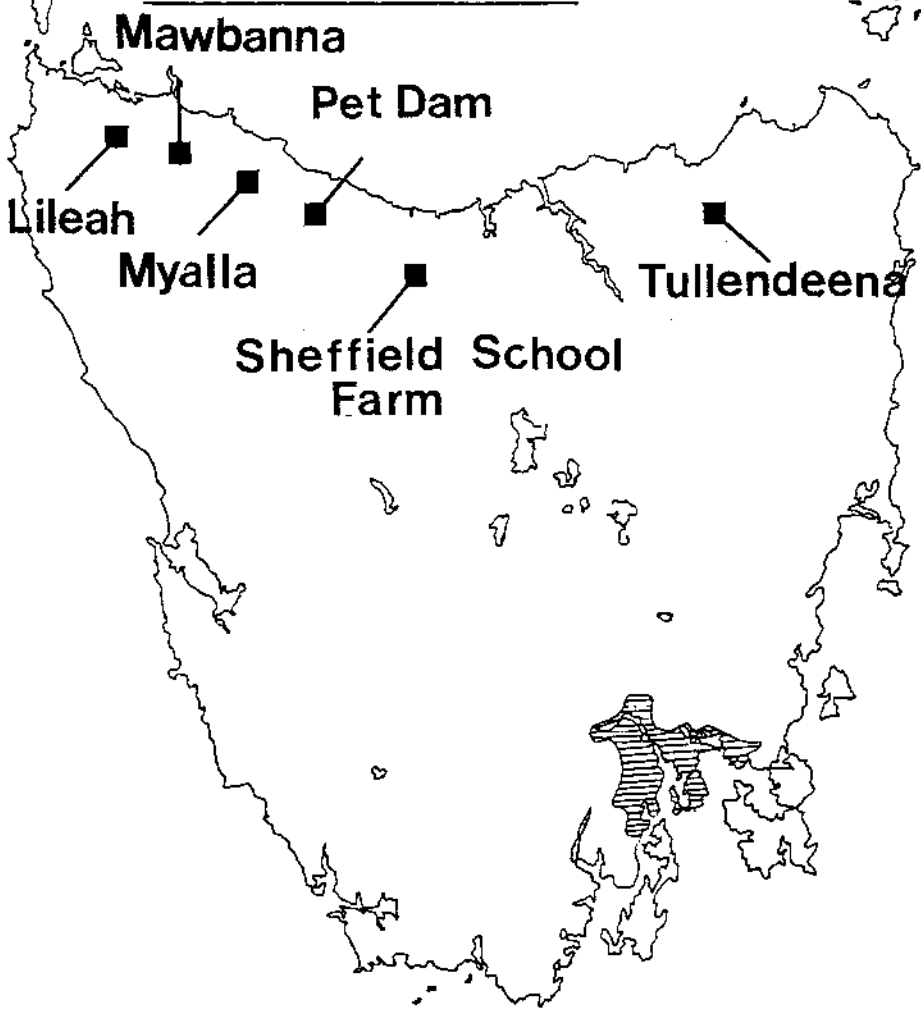 Mawbanna
Pet Dam
Lileah
Myalla
Tullendeena
Sheffield School
Farm